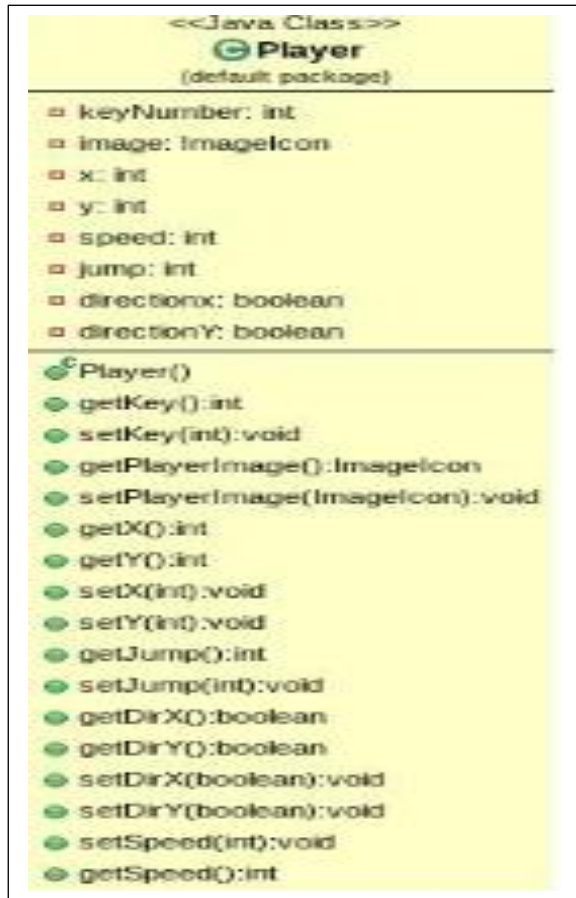 <<Java Class>>
Player
(default package)
keyNumber: int
image: ImageIcon
x: int
y: int
speed: int
jump: int
directionx: boolean
directionY: boolean
Player()
getKey():int
setKey(int):void
getPlayerImage():ImageIcon
setPlayerImage(ImageIcon):void
getX():int
getY():int
setX(int):void
setY(int):void
getJump():int
setJump(int):void
getDirX():boolean
getDirY():boolean
setDirX(boolean):void
setDirY(boolean):void
setSpeed(int):void
getSpeed():int